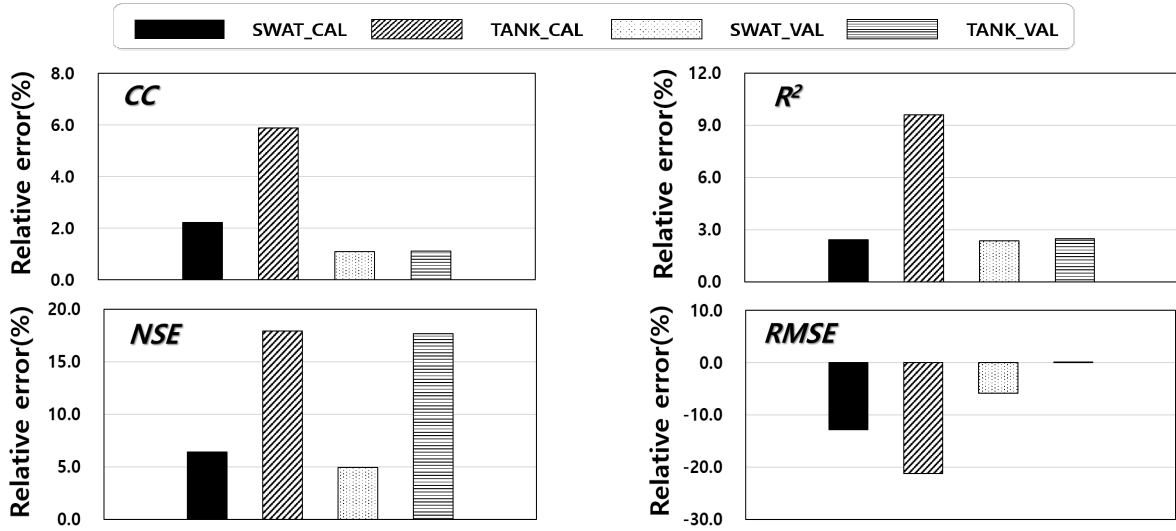 SWAT_CAL TANK_CAL SWAT_VAL TANK_VAL
Relative error(%)
8.0
6.0
4.0
2.0
0.0
CC
Relative error(%)
12.0
9.0
6.0
3.0
0.0
R²
Relative error(%)
20.0
15.0
10.0
5.0
0.0
NSE
Relative error(%)
10.0
0.0
-10.0
-20.0
-30.0
RMSE